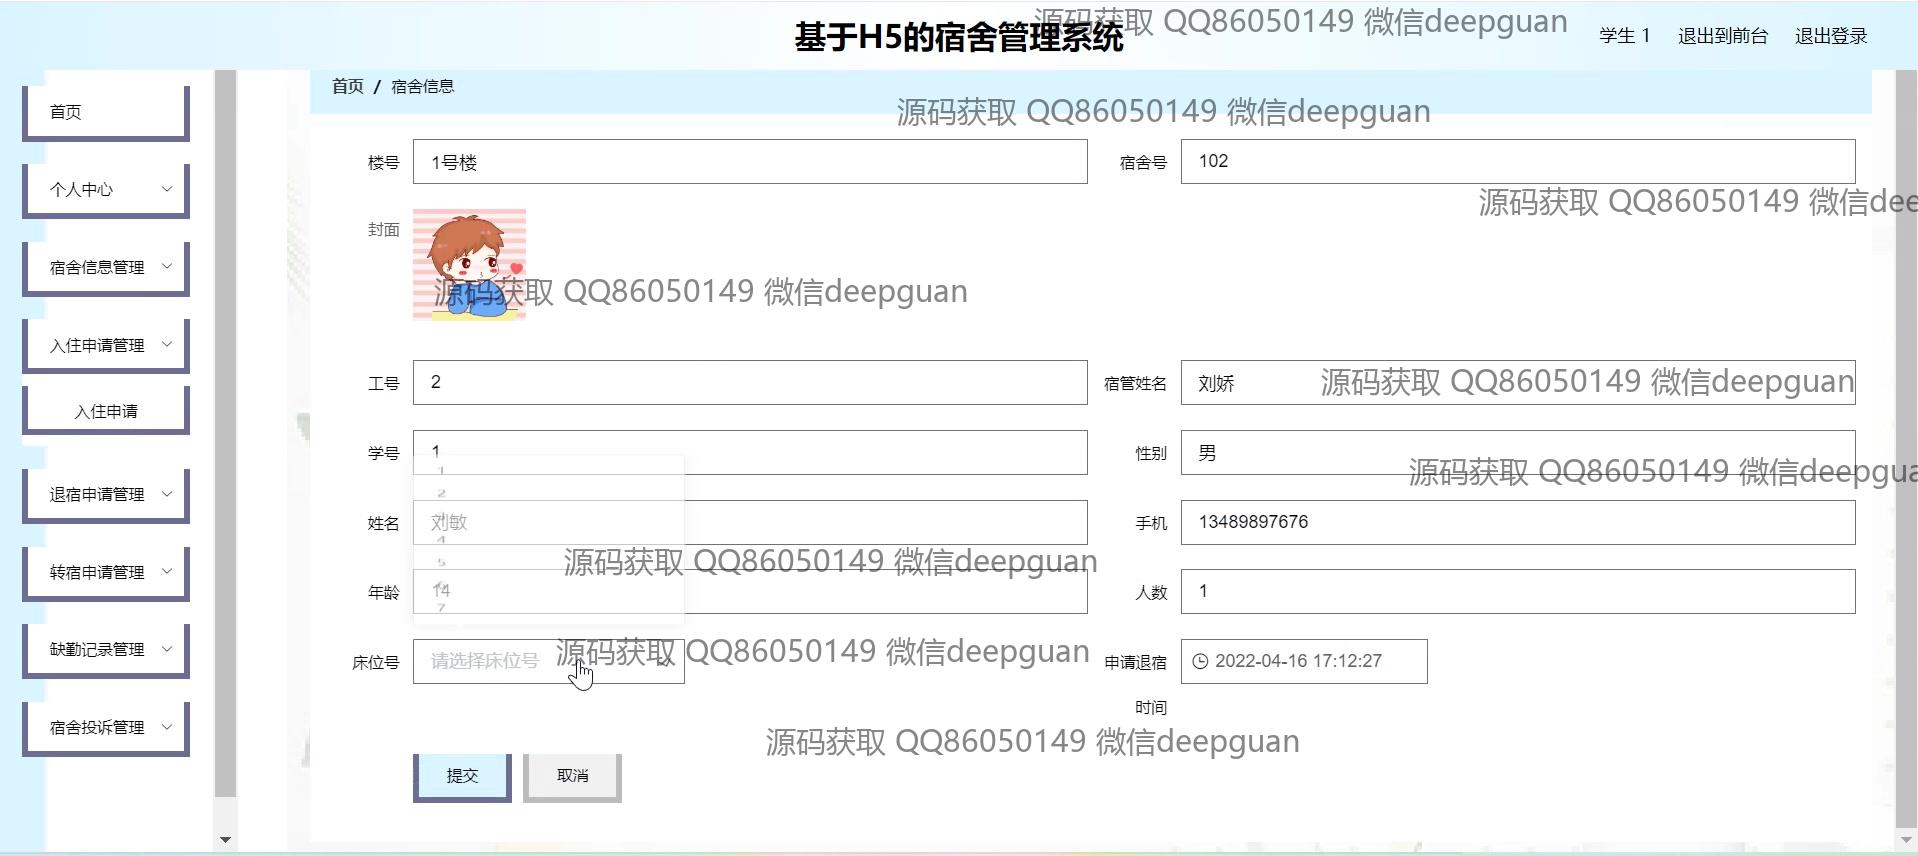 基于H5的宿舍管理系统
源码获取 QQ86050149 微信deepguan
学生 1 退出到前台 退出登录
首页 / 宿舍信息
源码获取 QQ86050149 微信deepguan
首页
个人中心
宿舍信息管理
入住申请管理
入住申请
退宿申请管理
转宿申请管理
缺勤记录管理
宿舍投诉管理
楼号 1号楼 宿舍号 102
源码获取 QQ86050149 微信dee
封面
源码获取 QQ86050149 微信deepguan
工号 2 宿管姓名 刘娇
源码获取 QQ86050149 微信deepguan
学号 1 性别 男
源码获取 QQ86050149 微信deepgua
1
2
姓名 刘敏 手机 13489897676
4
5
源码获取 QQ86050149 微信deepguan
年龄 14 人数 1
7
床位号 请选择床位号 申请退宿时间 2022-04-16 17:12:27
源码获取 QQ86050149 微信deepguan
源码获取 QQ86050149 微信deepguan
提交 取消